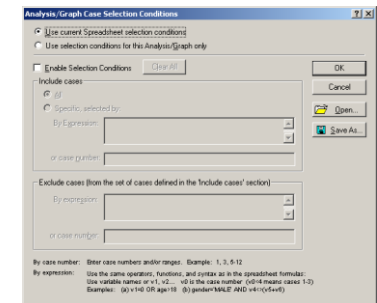 Analysis/Graph Case Selection Conditions
Use current Spreadsheet selection conditions
Use selection conditions for this Analysis/Graph only
Enable Selection Conditions
Clear All
OK
Cancel
Open...
Save As...
Include cases
All
Specific, selected by:
By Expression:
or case number:
Exclude cases (from the set of cases defined in the 'Include cases' section)
By expression:
or case number:
By case number: Enter case numbers and/or ranges. Example: 1, 3, 5-12
By expression: Use the same operators, functions, and syntax as in the spreadsheet formulas:
Use variable names or v1, v2, ... v0 is the case number (v0<4 means cases 1-3)
Examples: (a) v1=0 OR age>18 (b) gender='MALE' AND v4<>(v5+v6)